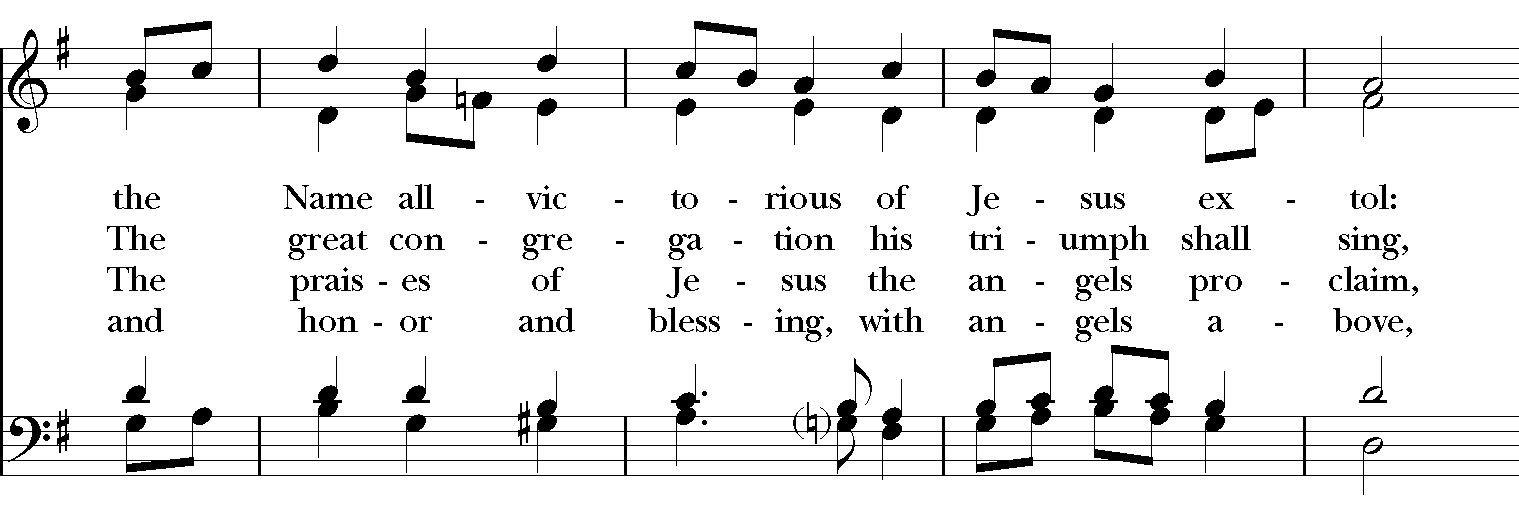 the Name all - vic - to - rious of Je - sus ex - tol:
The great con - gre - ga - tion his tri - umph shall sing,
The prais - es of Je - sus the an - gels pro - claim,
and hon - or and bless - ing, with an - gels a - bove,